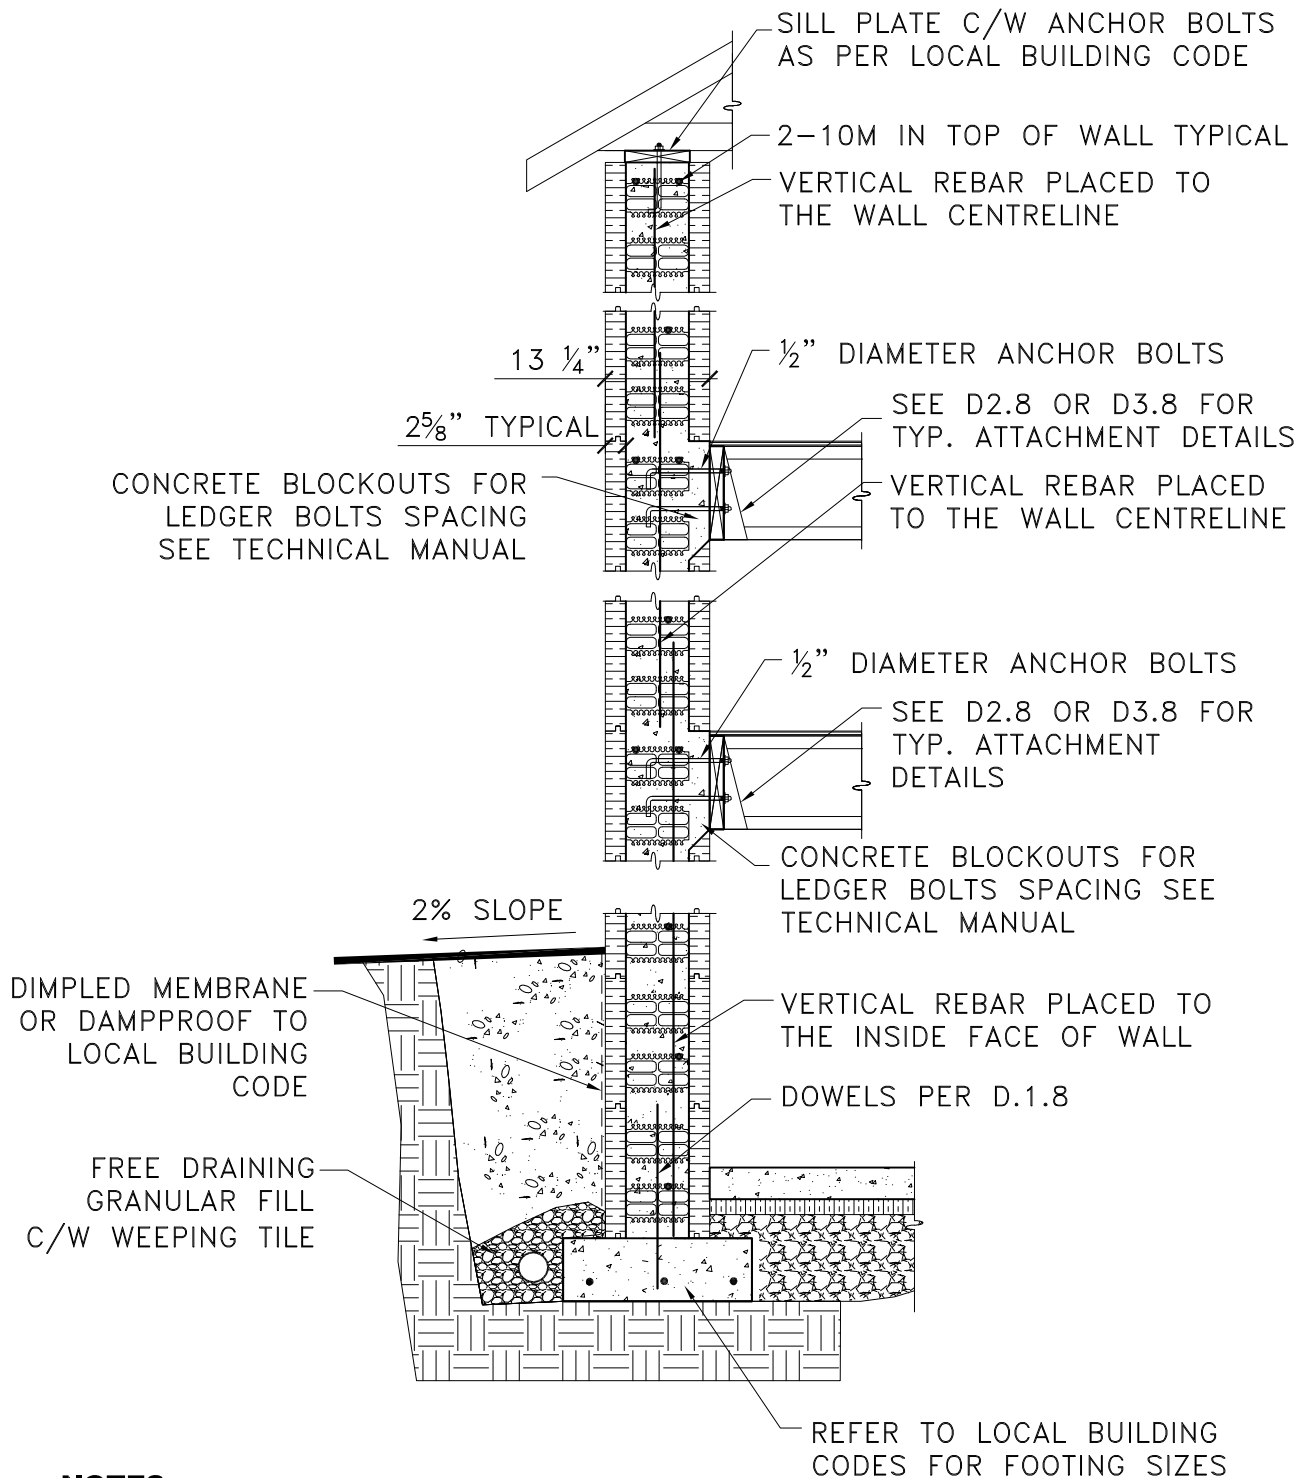 SILL PLATE C/W ANCHOR BOLTS
AS PER LOCAL BUILDING CODE
2-10M IN TOP OF WALL TYPICAL
VERTICAL REBAR PLACED TO
THE WALL CENTRELINE
13 ¼"
½" DIAMETER ANCHOR BOLTS
SEE D2.8 OR D3.8 FOR
TYP. ATTACHMENT DETAILS
2⅝" TYPICAL
CONCRETE BLOCKOUTS FOR
LEDGER BOLTS SPACING
SEE TECHNICAL MANUAL
VERTICAL REBAR PLACED
TO THE WALL CENTRELINE
½" DIAMETER ANCHOR BOLTS
SEE D2.8 OR D3.8 FOR
TYP. ATTACHMENT
DETAILS
CONCRETE BLOCKOUTS FOR
LEDGER BOLTS SPACING SEE
TECHNICAL MANUAL
2% SLOPE
DIMPLED MEMBRANE
OR DAMPPROOF TO
LOCAL BUILDING
CODE
VERTICAL REBAR PLACED TO
THE INSIDE FACE OF WALL
DOWELS PER D.1.8
FREE DRAINING
GRANULAR FILL
C/W WEEPING TILE
REFER TO LOCAL BUILDING
CODES FOR FOOTING SIZES